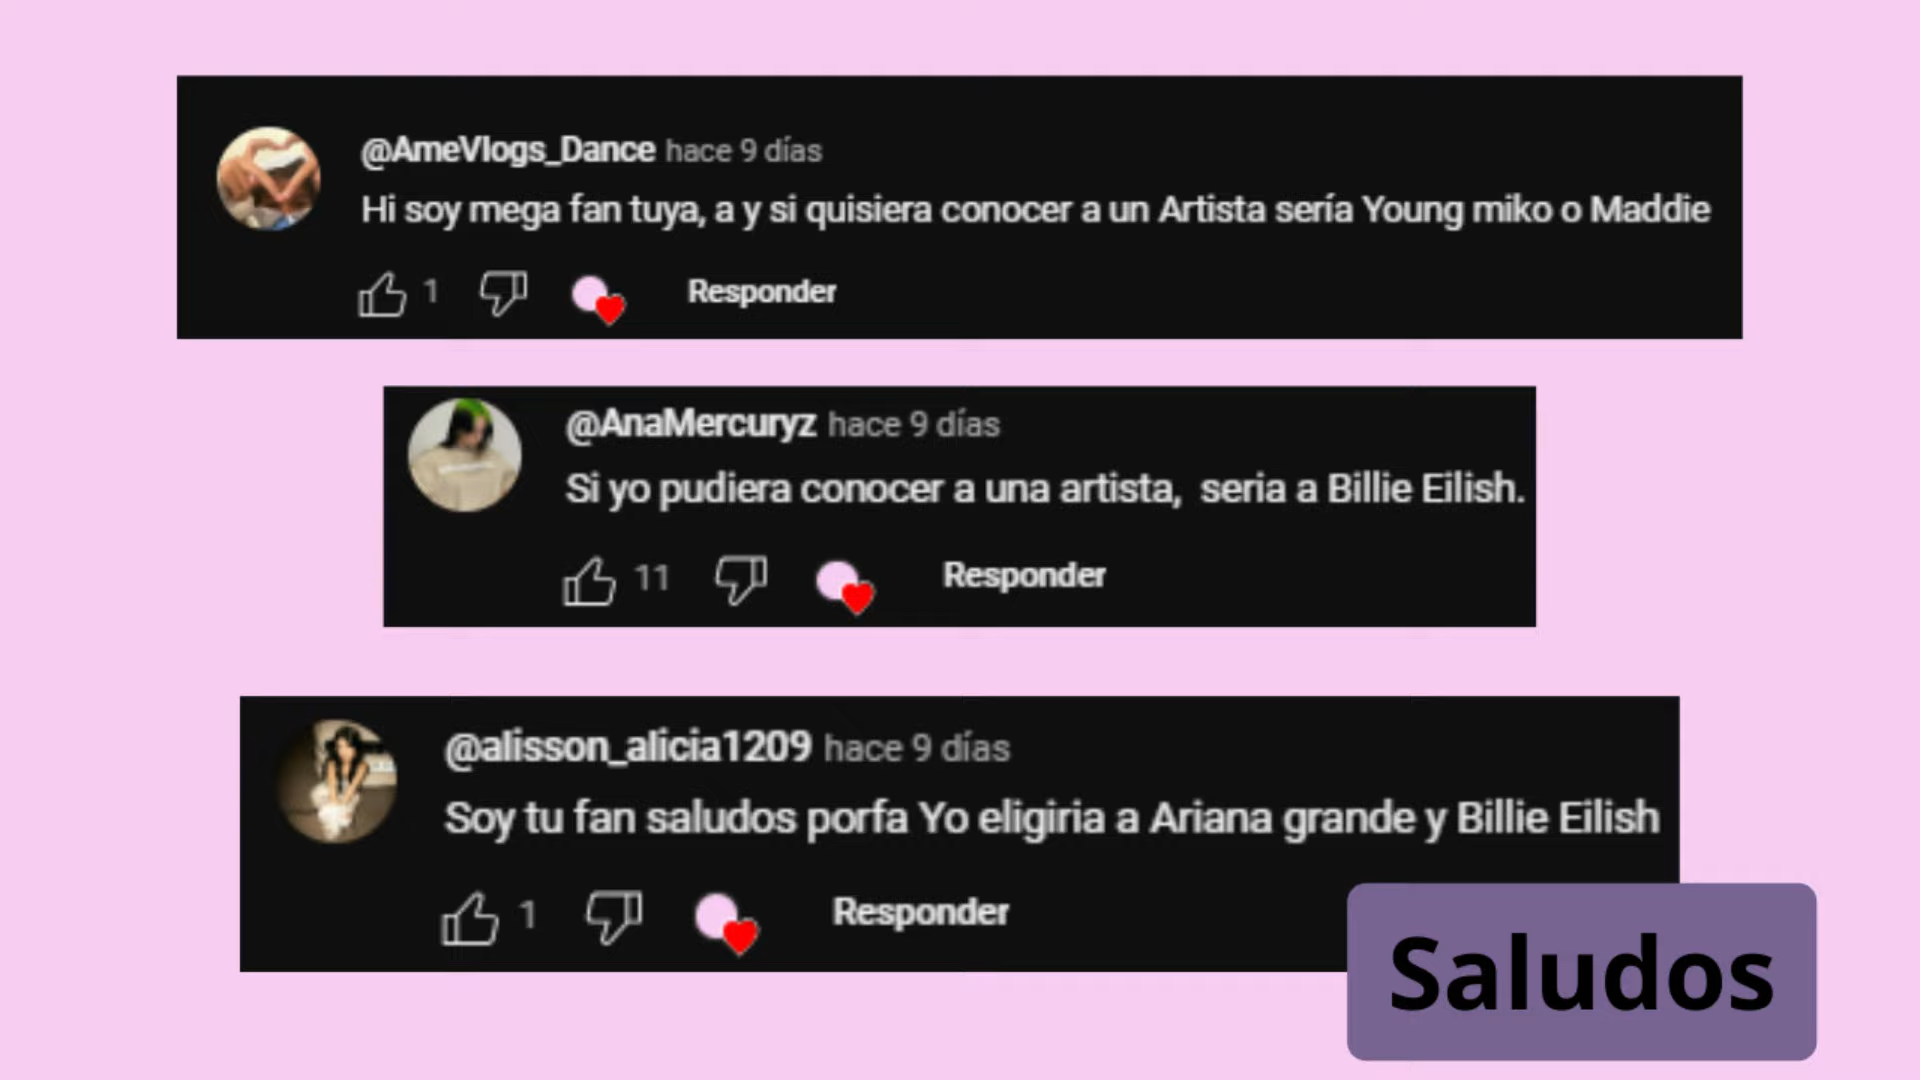 @AmeVlogs_Dance hace 9 días
Hi soy mega fan tuya, a y si quisiera conocer a un Artista sería Young miko o Maddie
1 Responder
@AnaMercuryz hace 9 días
Si yo pudiera conocer a una artista, seria a Billie Eilish.
11 Responder
@alisson_alicia1209 hace 9 días
Soy tu fan saludos porfa Yo eligiria a Ariana grande y Billie Eilish
1 Responder
Saludos